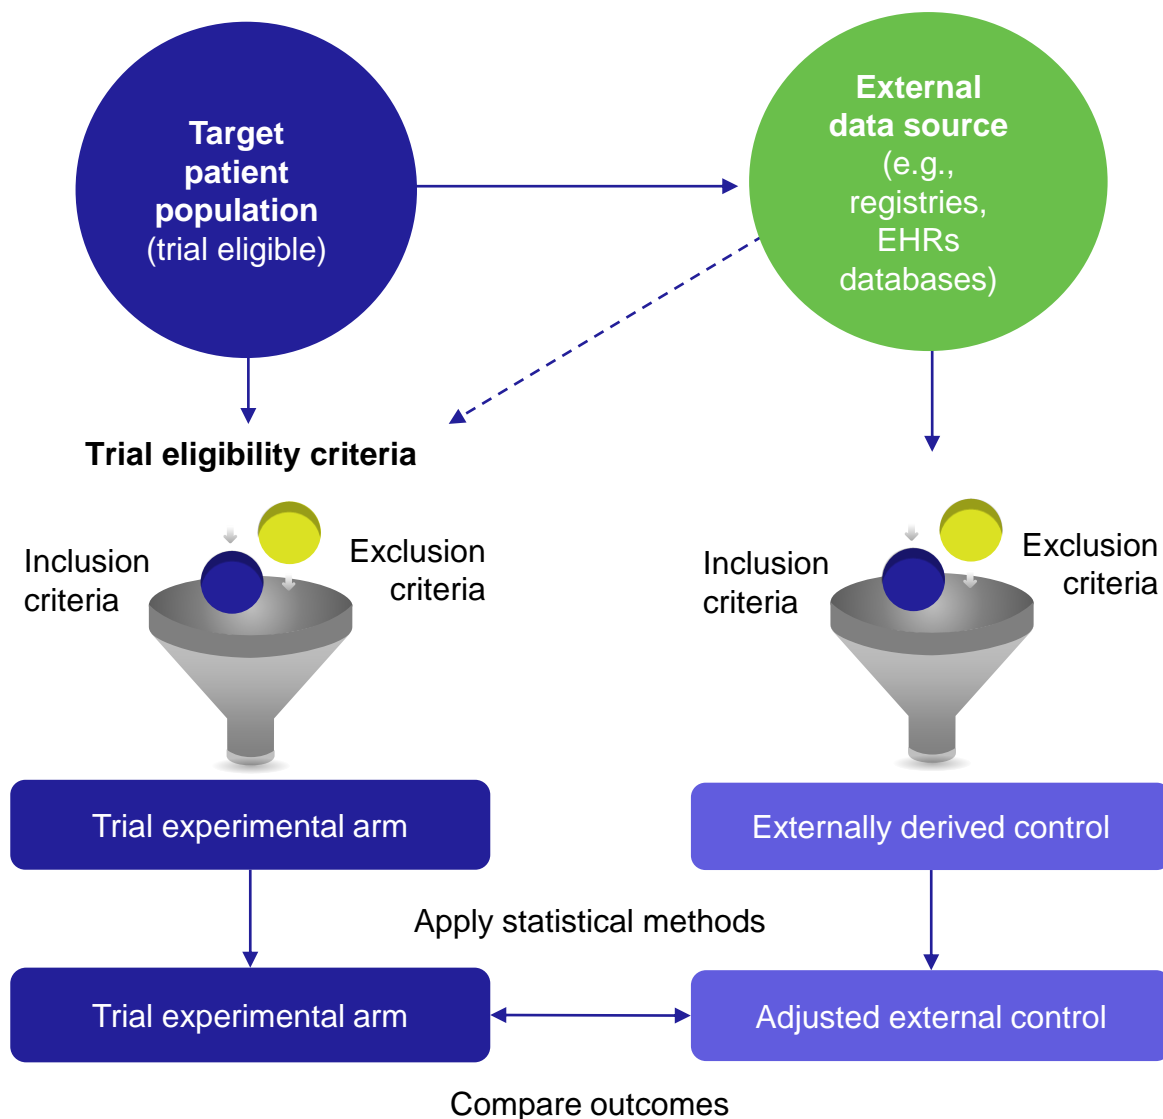 Target
patient
population
(trial eligible)
External
data source
(e.g.,
registries,
EHRs
databases)
Trial eligibility criteria
Inclusion
criteria
Exclusion
criteria
Inclusion
criteria
Exclusion
criteria
Trial experimental arm
Externally derived control
Apply statistical methods
Trial experimental arm
Adjusted external control
Compare outcomes